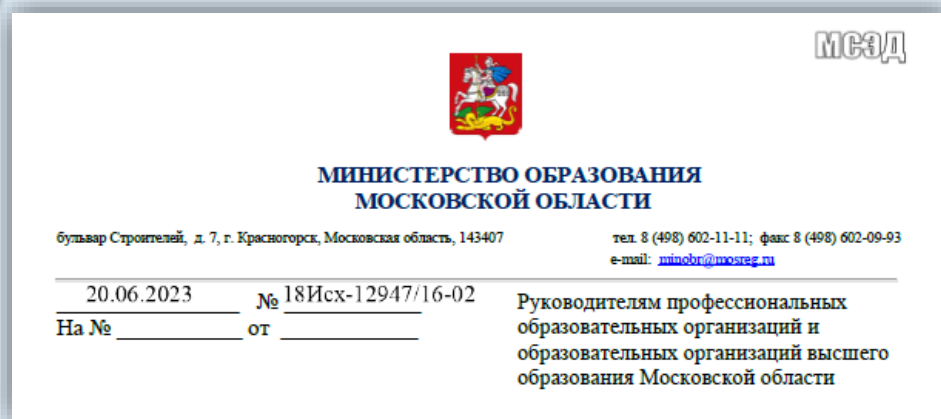 МСЭД
МИНИСТЕРСТВО ОБРАЗОВАНИЯ
МОСКОВСКОЙ ОБЛАСТИ
бульвар Строителей, д. 7, г. Красногорск, Московская область, 143407
тел. 8 (498) 602-11-11; факс 8 (498) 602-09-93
e-mail: minobr@mosreg.ru
20.06.2023 № 18Исх-12947/16-02
На № ____________ от ____________
Руководителям профессиональных
образовательных организаций и
образовательных организаций высшего
образования Московской области